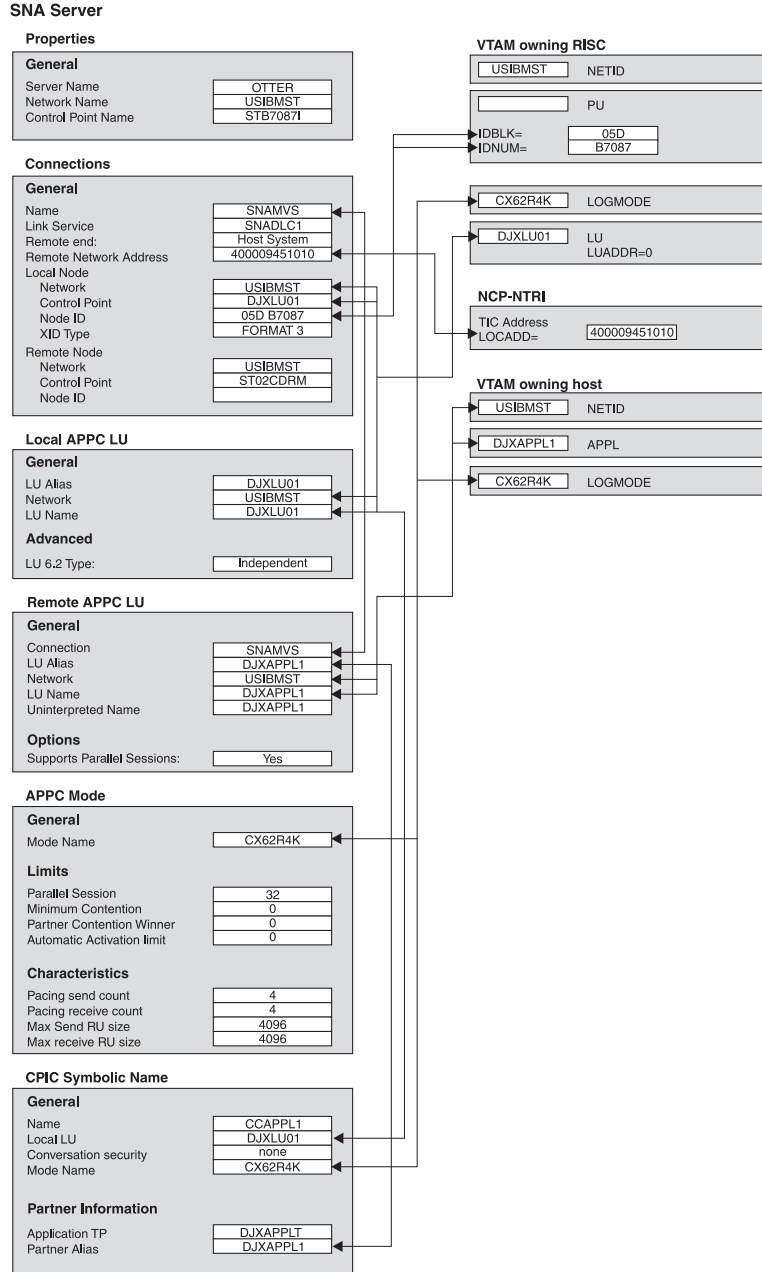 SNA Server
Properties
General
Server Name OTTER
Network Name USIBMST
Control Point Name STB7087I
Connections
General
Name SNAMVS
Link Service SNADLC1
Remote end: Host System
Remote Network Address 400009451010
Local Node
Network USIBMST
Control Point DJXLU01
Node ID 05D B7087
XID Type FORMAT 3
Remote Node
Network USIBMST
Control Point ST02CDRM
Node ID
Local APPC LU
General
LU Alias DJXLU01
Network USIBMST
LU Name DJXLU01
Advanced
LU 6.2 Type: Independent
Remote APPC LU
General
Connection SNAMVS
LU Alias DJXAPPL1
Network USIBMST
LU Name DJXAPPL1
Uninterpreted Name DJXAPPL1
Options
Supports Parallel Sessions: Yes
APPC Mode
General
Mode Name CX62R4K
Limits
Parallel Session 32
Minimum Contention 0
Partner Contention Winner 0
Automatic Activation limit 0
Characteristics
Pacing send count 4
Pacing receive count 4
Max Send RU size 4096
Max receive RU size 4096
CPIC Symbolic Name
General
Name CCAPPL1
Local LU DJXLU01
Conversation security none
Mode Name CX62R4K
Partner Information
Application TP DJXAPPLT
Partner Alias DJXAPPL1
VTAM owning RISC
USIBMST NETID
PU
IDBLK= 05D
IDNUM= B7087
CX62R4K LOGMODE
DJXLU01 LU
LUADDR=0
NCP-NTRI
TIC Address
LOCADD= 400009451010
VTAM owning host
USIBMST NETID
DJXAPPL1 APPL
CX62R4K LOGMODE